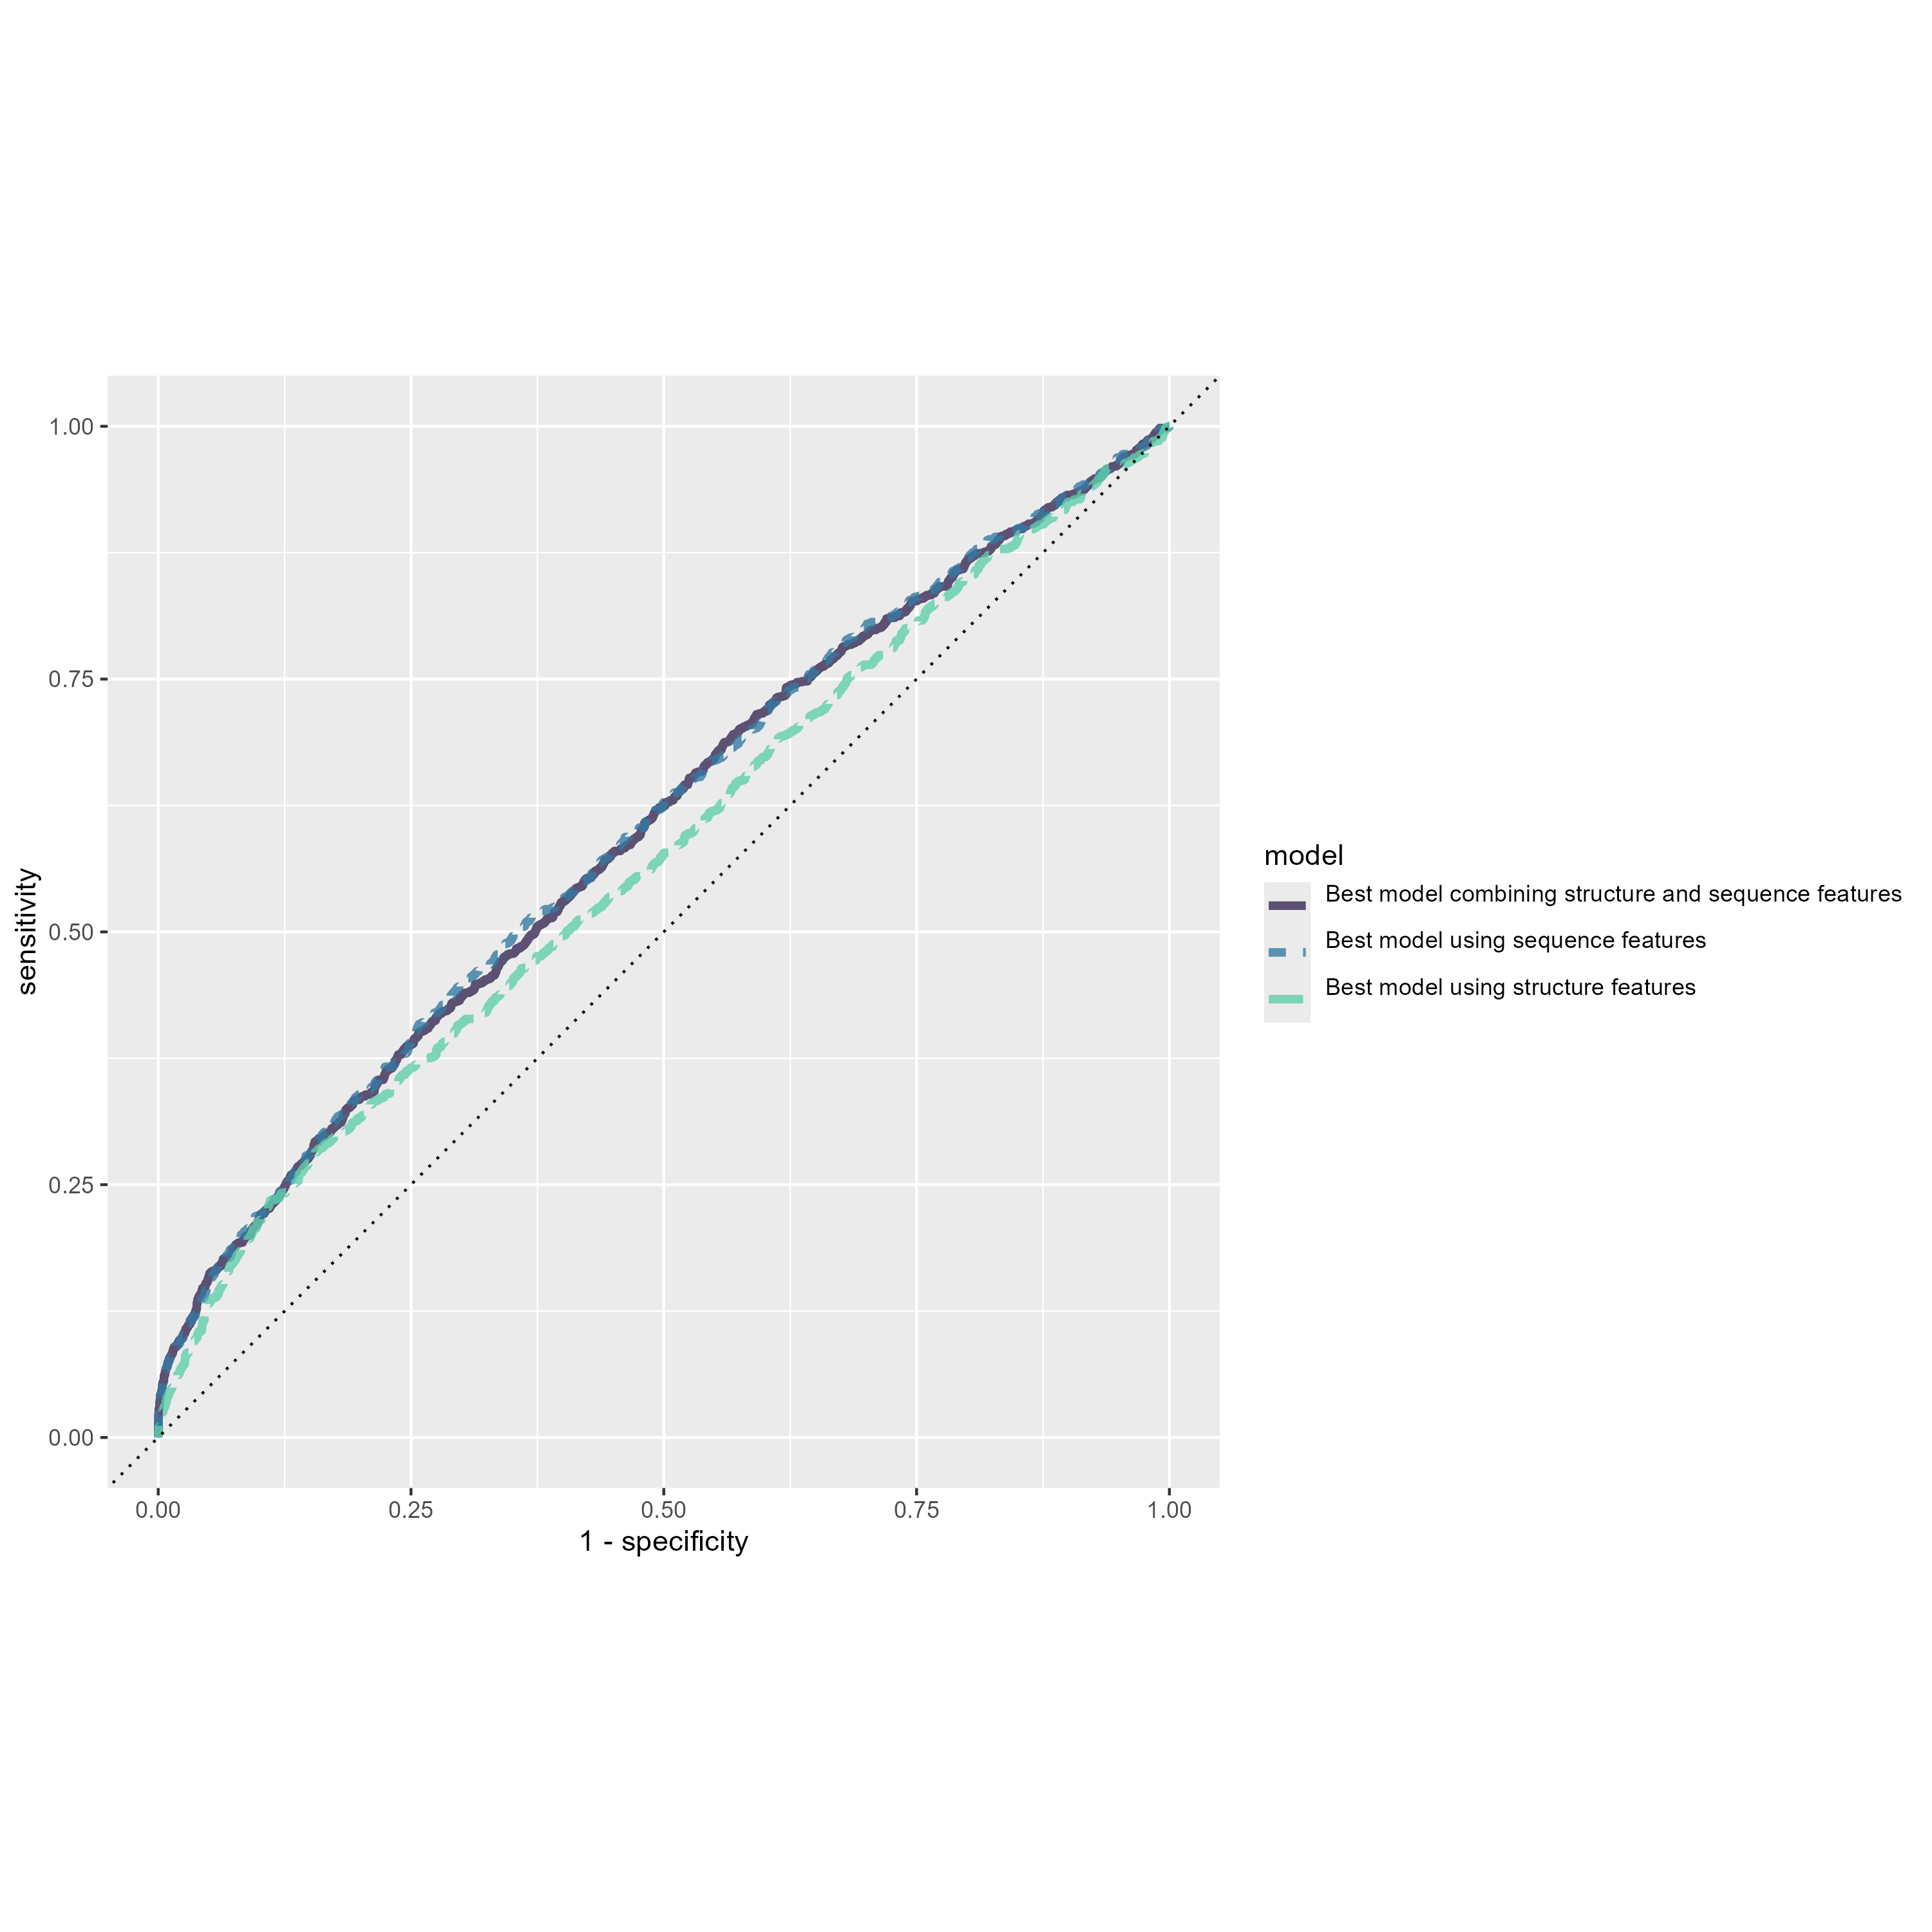 1.00
0.75
0.50
0.25
0.00
sensitivity
0.00 0.25 0.50 0.75 1.00
1 - specificity
model
Best model combining structure and sequence features
Best model using sequence features
Best model using structure features